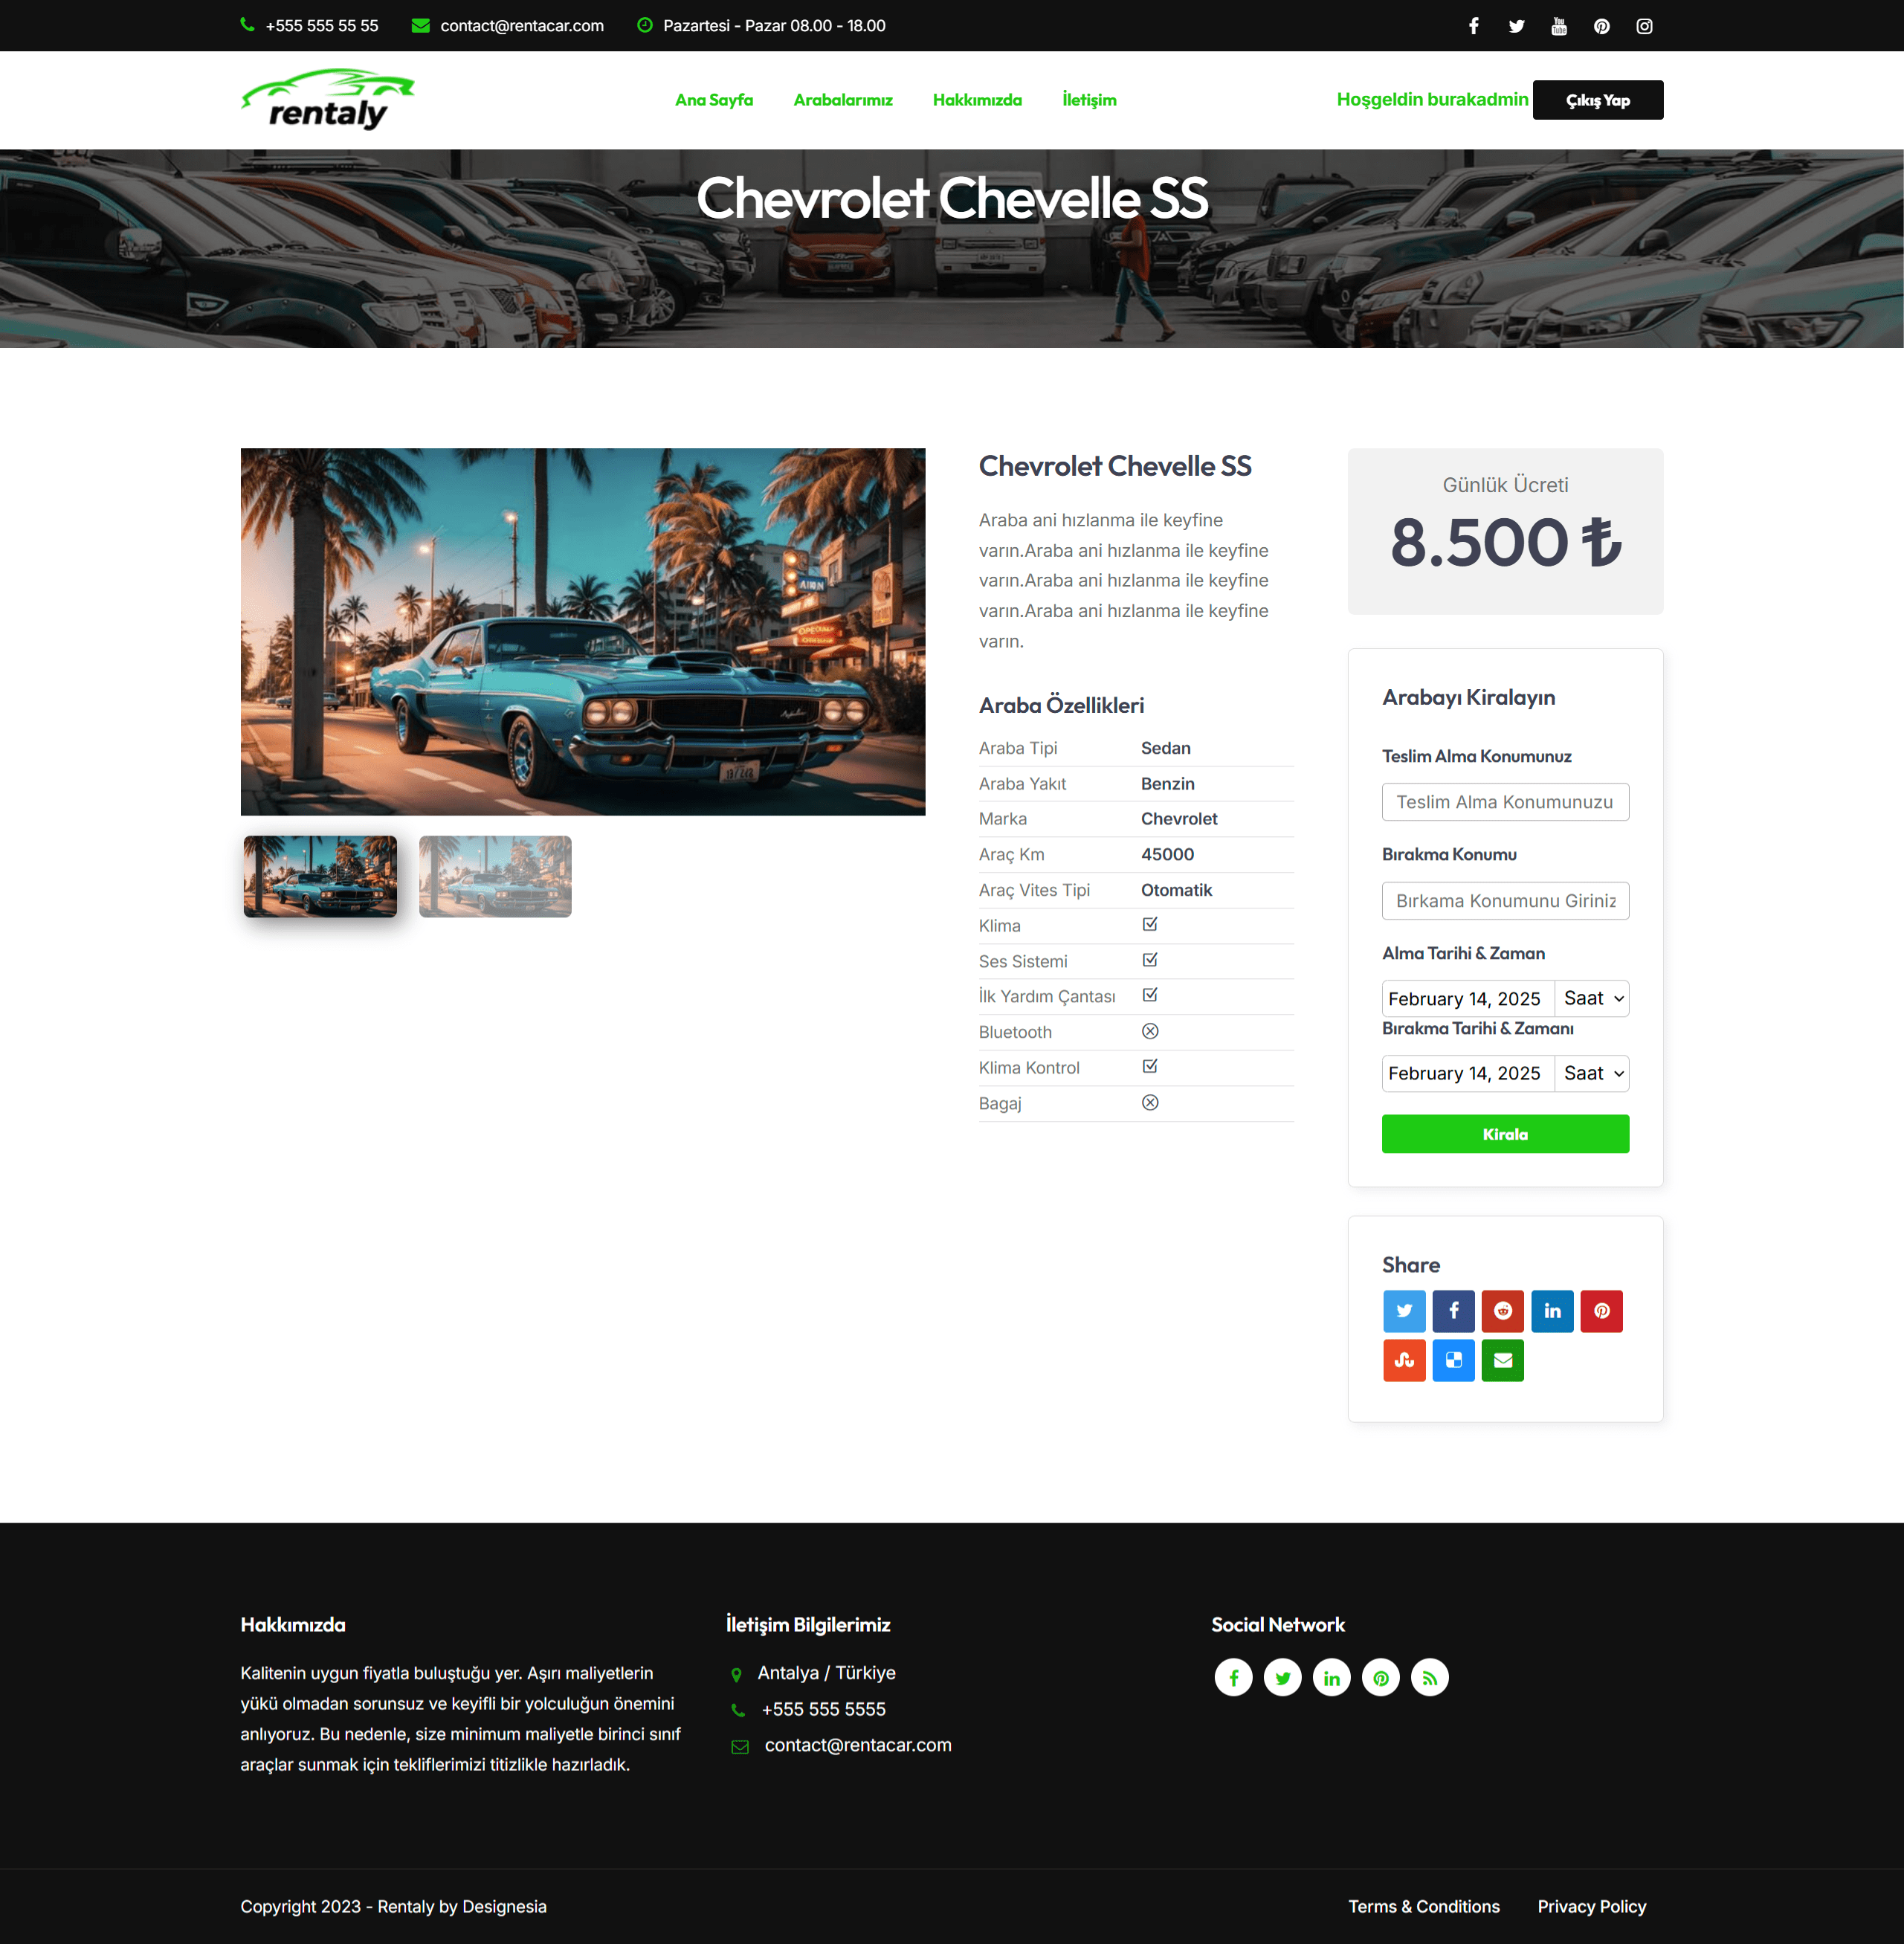 +555 555 55 55 contact@rentacar.com Pazartesi - Pazar 08.00 - 18.00
rentaly
Ana Sayfa Arabalarımız Hakkımızda İletişim
Hoşgeldin burakadmin Çıkış Yap
Chevrolet Chevelle SS
Chevrolet Chevelle SS
Araba ani hızlanma ile keyfine
varın.Araba ani hızlanma ile keyfine
varın.Araba ani hızlanma ile keyfine
varın.Araba ani hızlanma ile keyfine
varın.
Araba Özellikleri
Araba Tipi Sedan
Araba Yakıt Benzin
Marka Chevrolet
Araç Km 45000
Araç Vites Tipi Otomatik
Klima
Ses Sistemi
İlk Yardım Çantası
Bluetooth
Klima Kontrol
Bagaj
Günlük Ücreti
8.500 ₺
Arabayı Kiralayın
Teslim Alma Konumunuz
Teslim Alma Konumunuzu
Bırakma Konumu
Bırkama Konumunu Giriniz
Alma Tarihi & Zaman
February 14, 2025 Saat
Bırakma Tarihi & Zamanı
February 14, 2025 Saat
Kirala
Share
Hakkımızda
Kalitenin uygun fiyatla buluştuğu yer. Aşırı maliyetlerin
yükü olmadan sorunsuz ve keyifli bir yolculuğun önemini
anlıyoruz. Bu nedenle, size minimum maliyetle birinci sınıf
araçlar sunmak için tekliflerimizi titizlikle hazırladık.
İletişim Bilgilerimiz
Antalya / Türkiye
+555 555 5555
contact@rentacar.com
Social Network
Copyright 2023 - Rentaly by Designesia
Terms & Conditions Privacy Policy